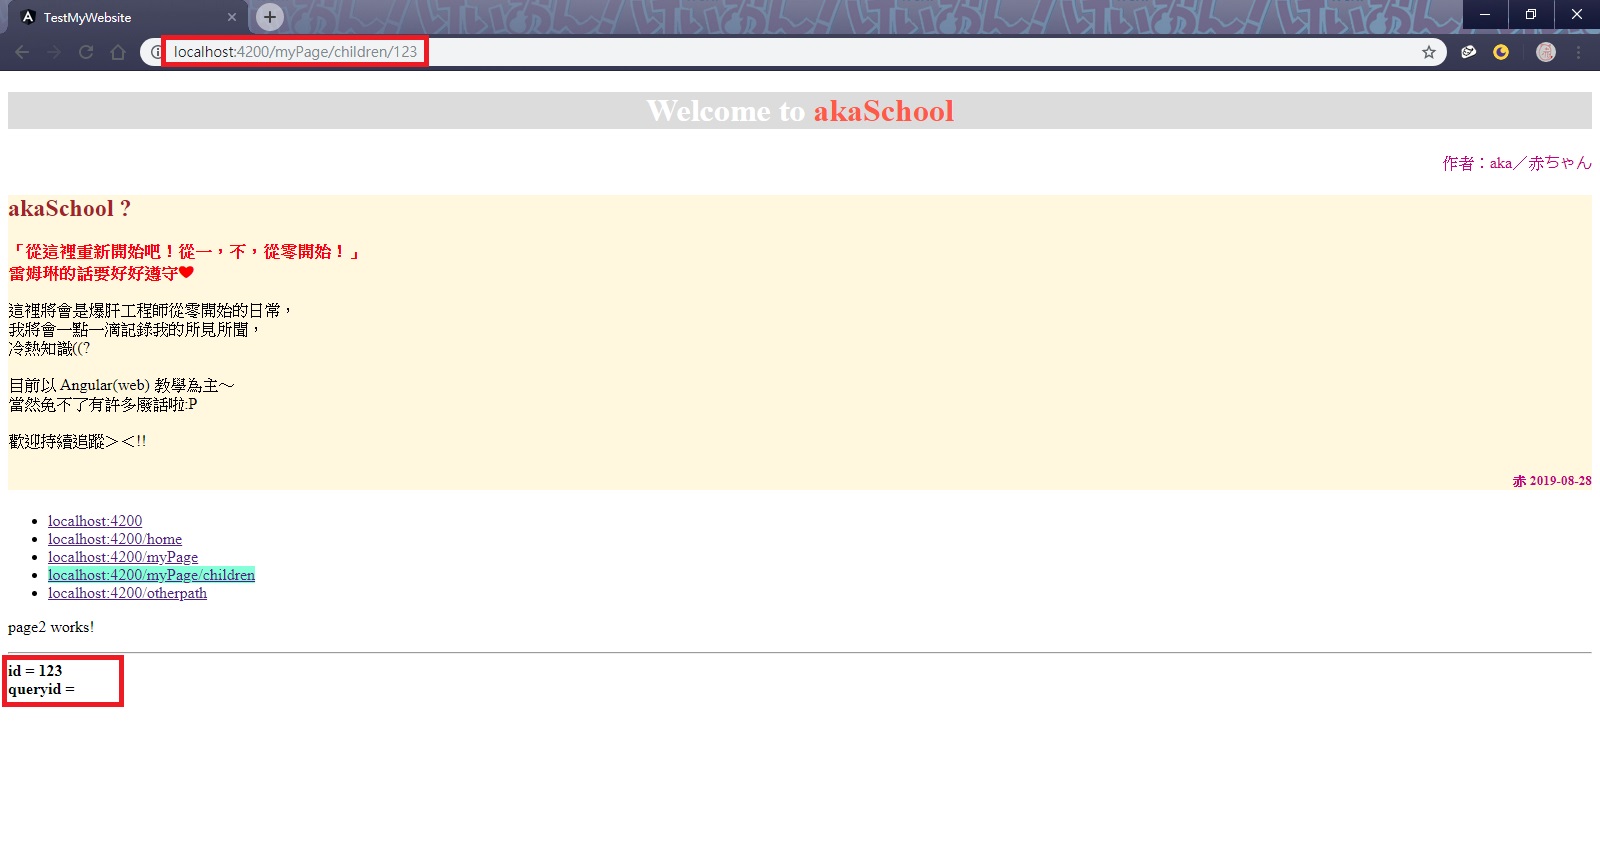 TestMyWebsite
localhost:4200/myPage/children/123
Welcome to akaSchool
作者：aka／赤ちゃん
akaSchool ?
「從這裡重新開始吧！從一，不，從零開始！」
雷姆琳的話要好好遵守❤
這裡將會是爆肝工程師從零開始的日常，
我將會一點一滴記錄我的所見所聞，
冷熱知識((?
目前以 Angular(web) 教學為主～
當然免不了有許多廢話啦:P
歡迎持續追蹤＞＜!!
赤 2019-08-28
localhost:4200
localhost:4200/home
localhost:4200/myPage
localhost:4200/myPage/children
localhost:4200/otherpath
page2 works!
id = 123
queryid =